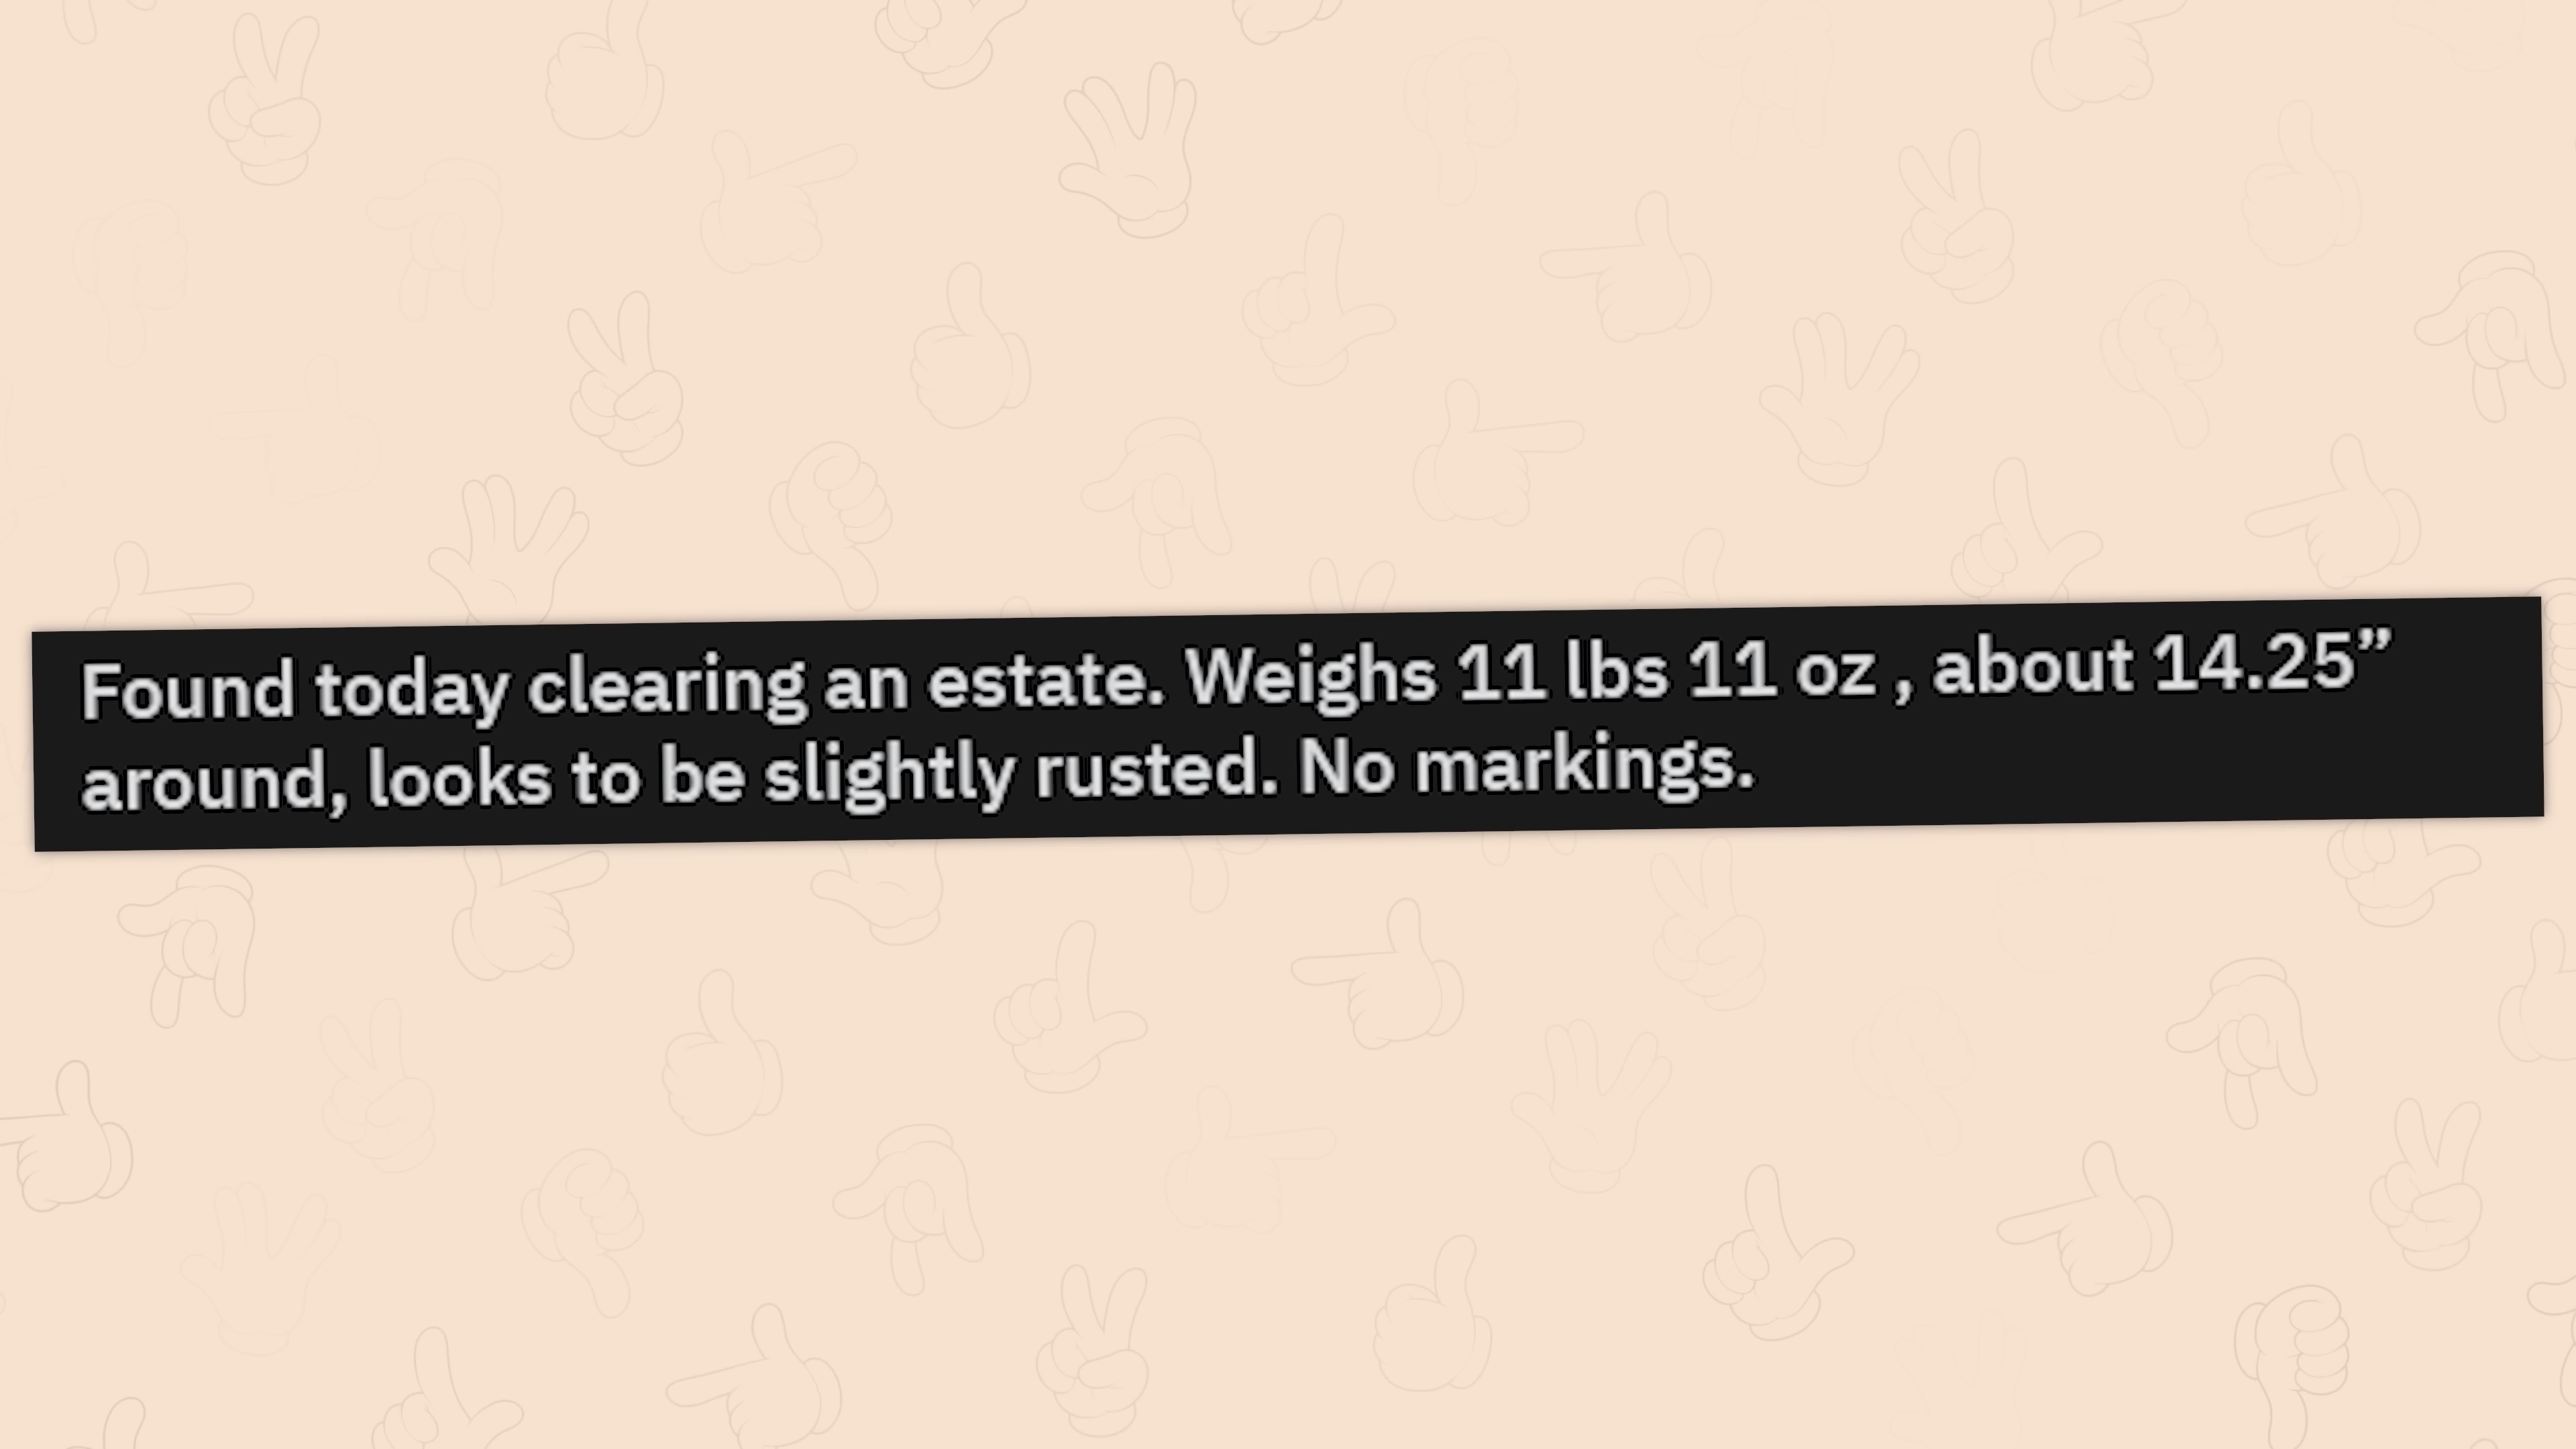 Found today clearing an estate. Weighs 11 lbs 11 oz , about 14.25”
around, looks to be slightly rusted. No markings.